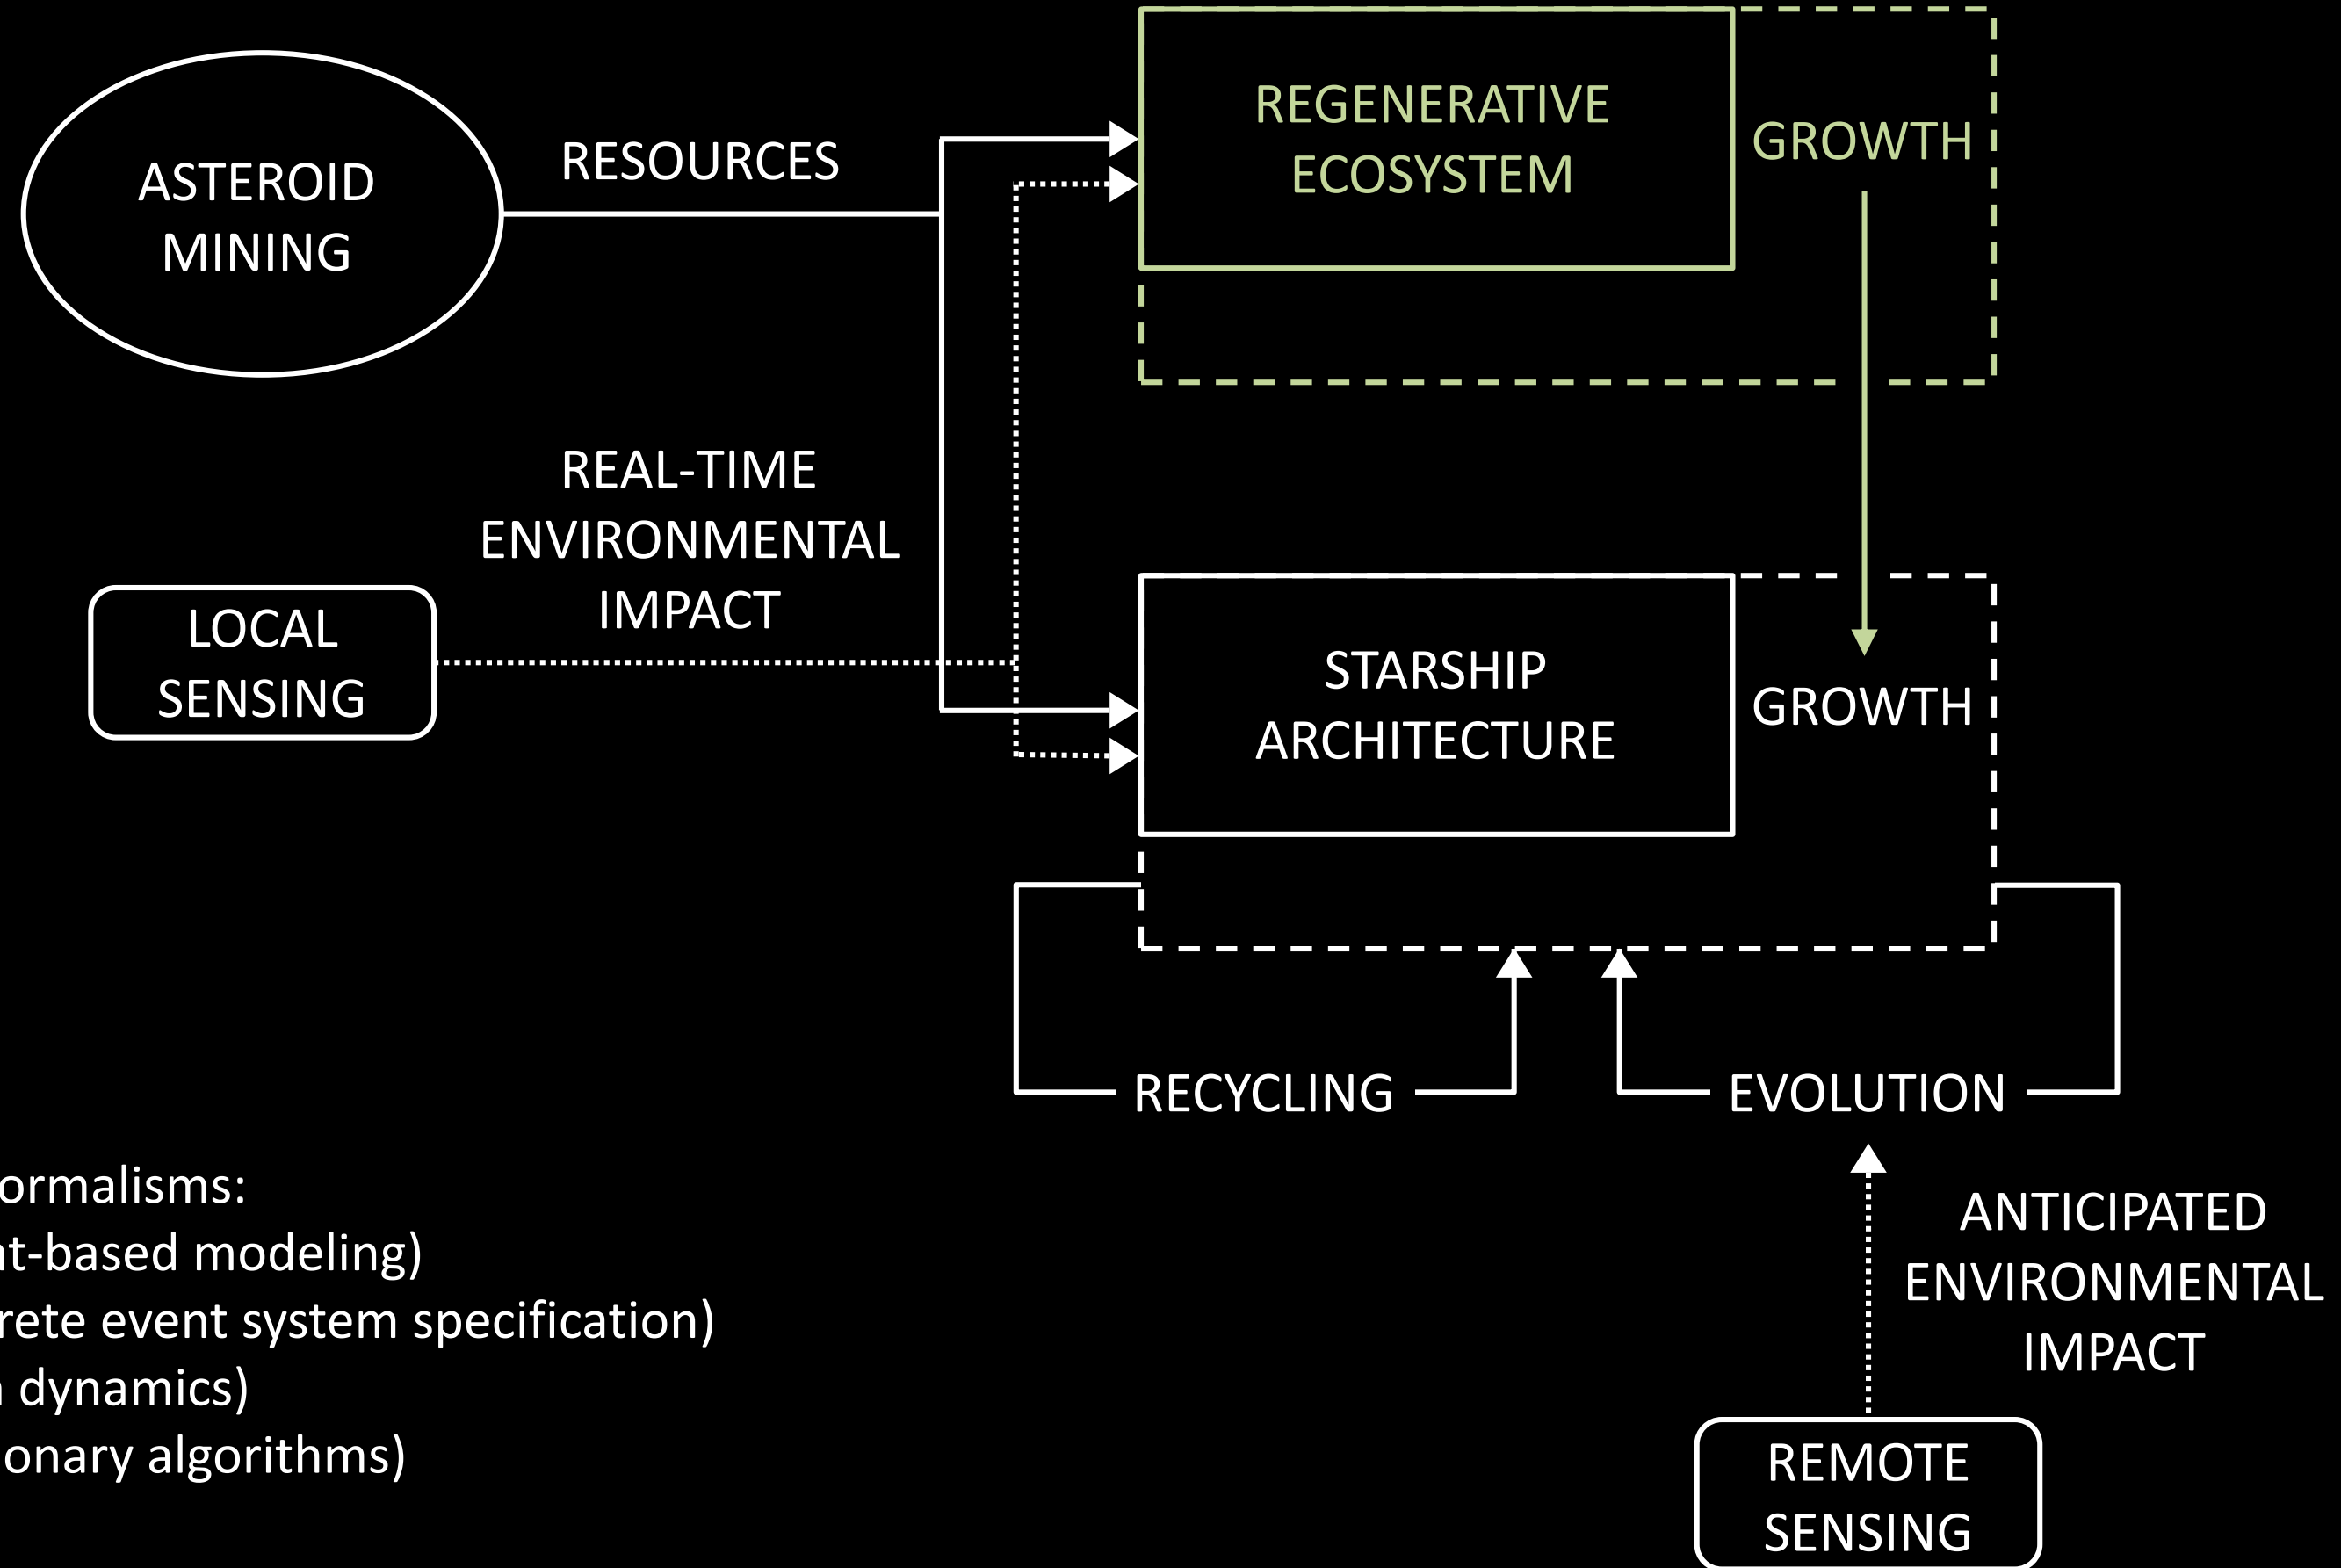 REGENERATIVE
ECOSYSTEM
GROWTH
ASTEROID
MINING
RESOURCES
REAL-TIME
ENVIRONMENTAL
IMPACT
LOCAL
SENSING
STARSHIP
ARCHITECTURE
GROWTH
RECYCLING
EVOLUTION
ormalisms:
t-based modeling)
rete event system specification)
dynamics)
onary algorithms)
ANTICIPATED
ENVIRONMENTAL
IMPACT
REMOTE
SENSING